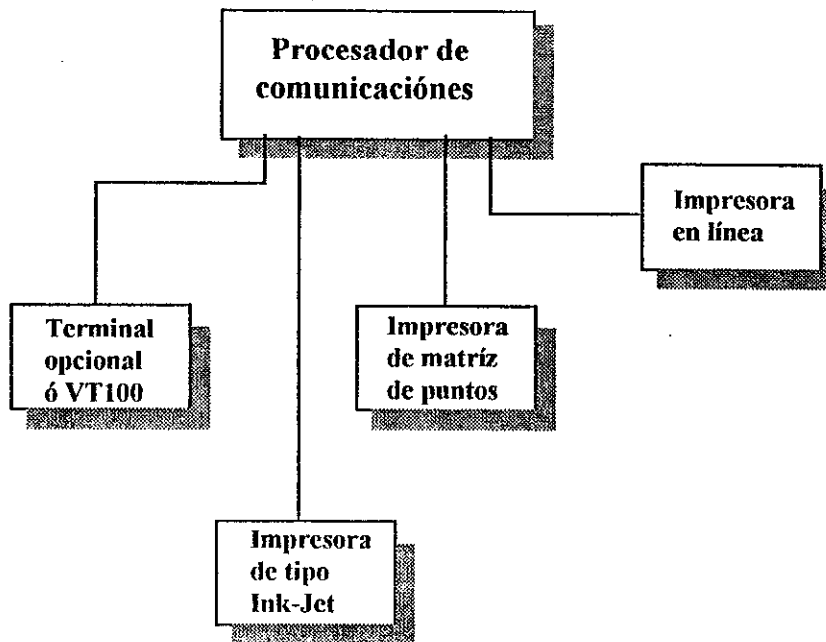 Procesador de
comunicaciónes
Impresora
en línea
Terminal
opcional
ó VT100
Impresora
de matríz
de puntos
Impresora
de tipo
Ink-Jet